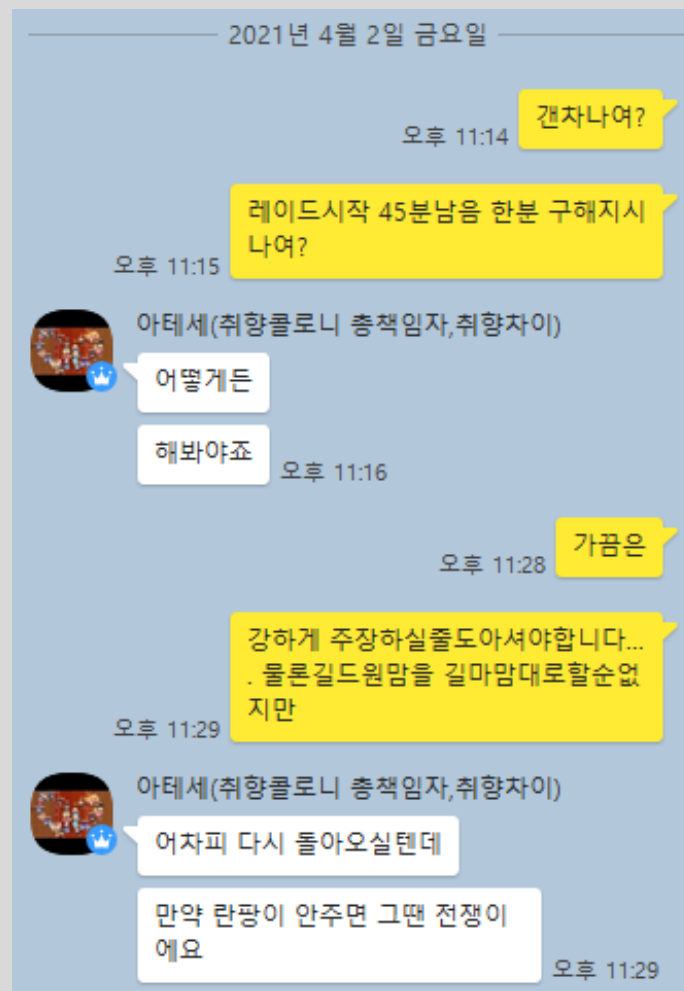 2021년 4월 2일 금요일
갠차나여?
오후 11:14
레이드시작 45분남음 한분 구해지시
나여?
오후 11:15
아테세(취향콜로니 총책임자,취향차이)
어떻게든
해봐야죠
오후 11:16
가끔은
오후 11:28
강하게 주장하실줄도아셔야합니다...
. 물론길드원맘을 길마맘대로할순없
지만
오후 11:29
아테세(취향콜로니 총책임자,취향차이)
어차피 다시 돌아오실텐데
만약 란팡이 안주면 그땐 전쟁이
에요
오후 11:29